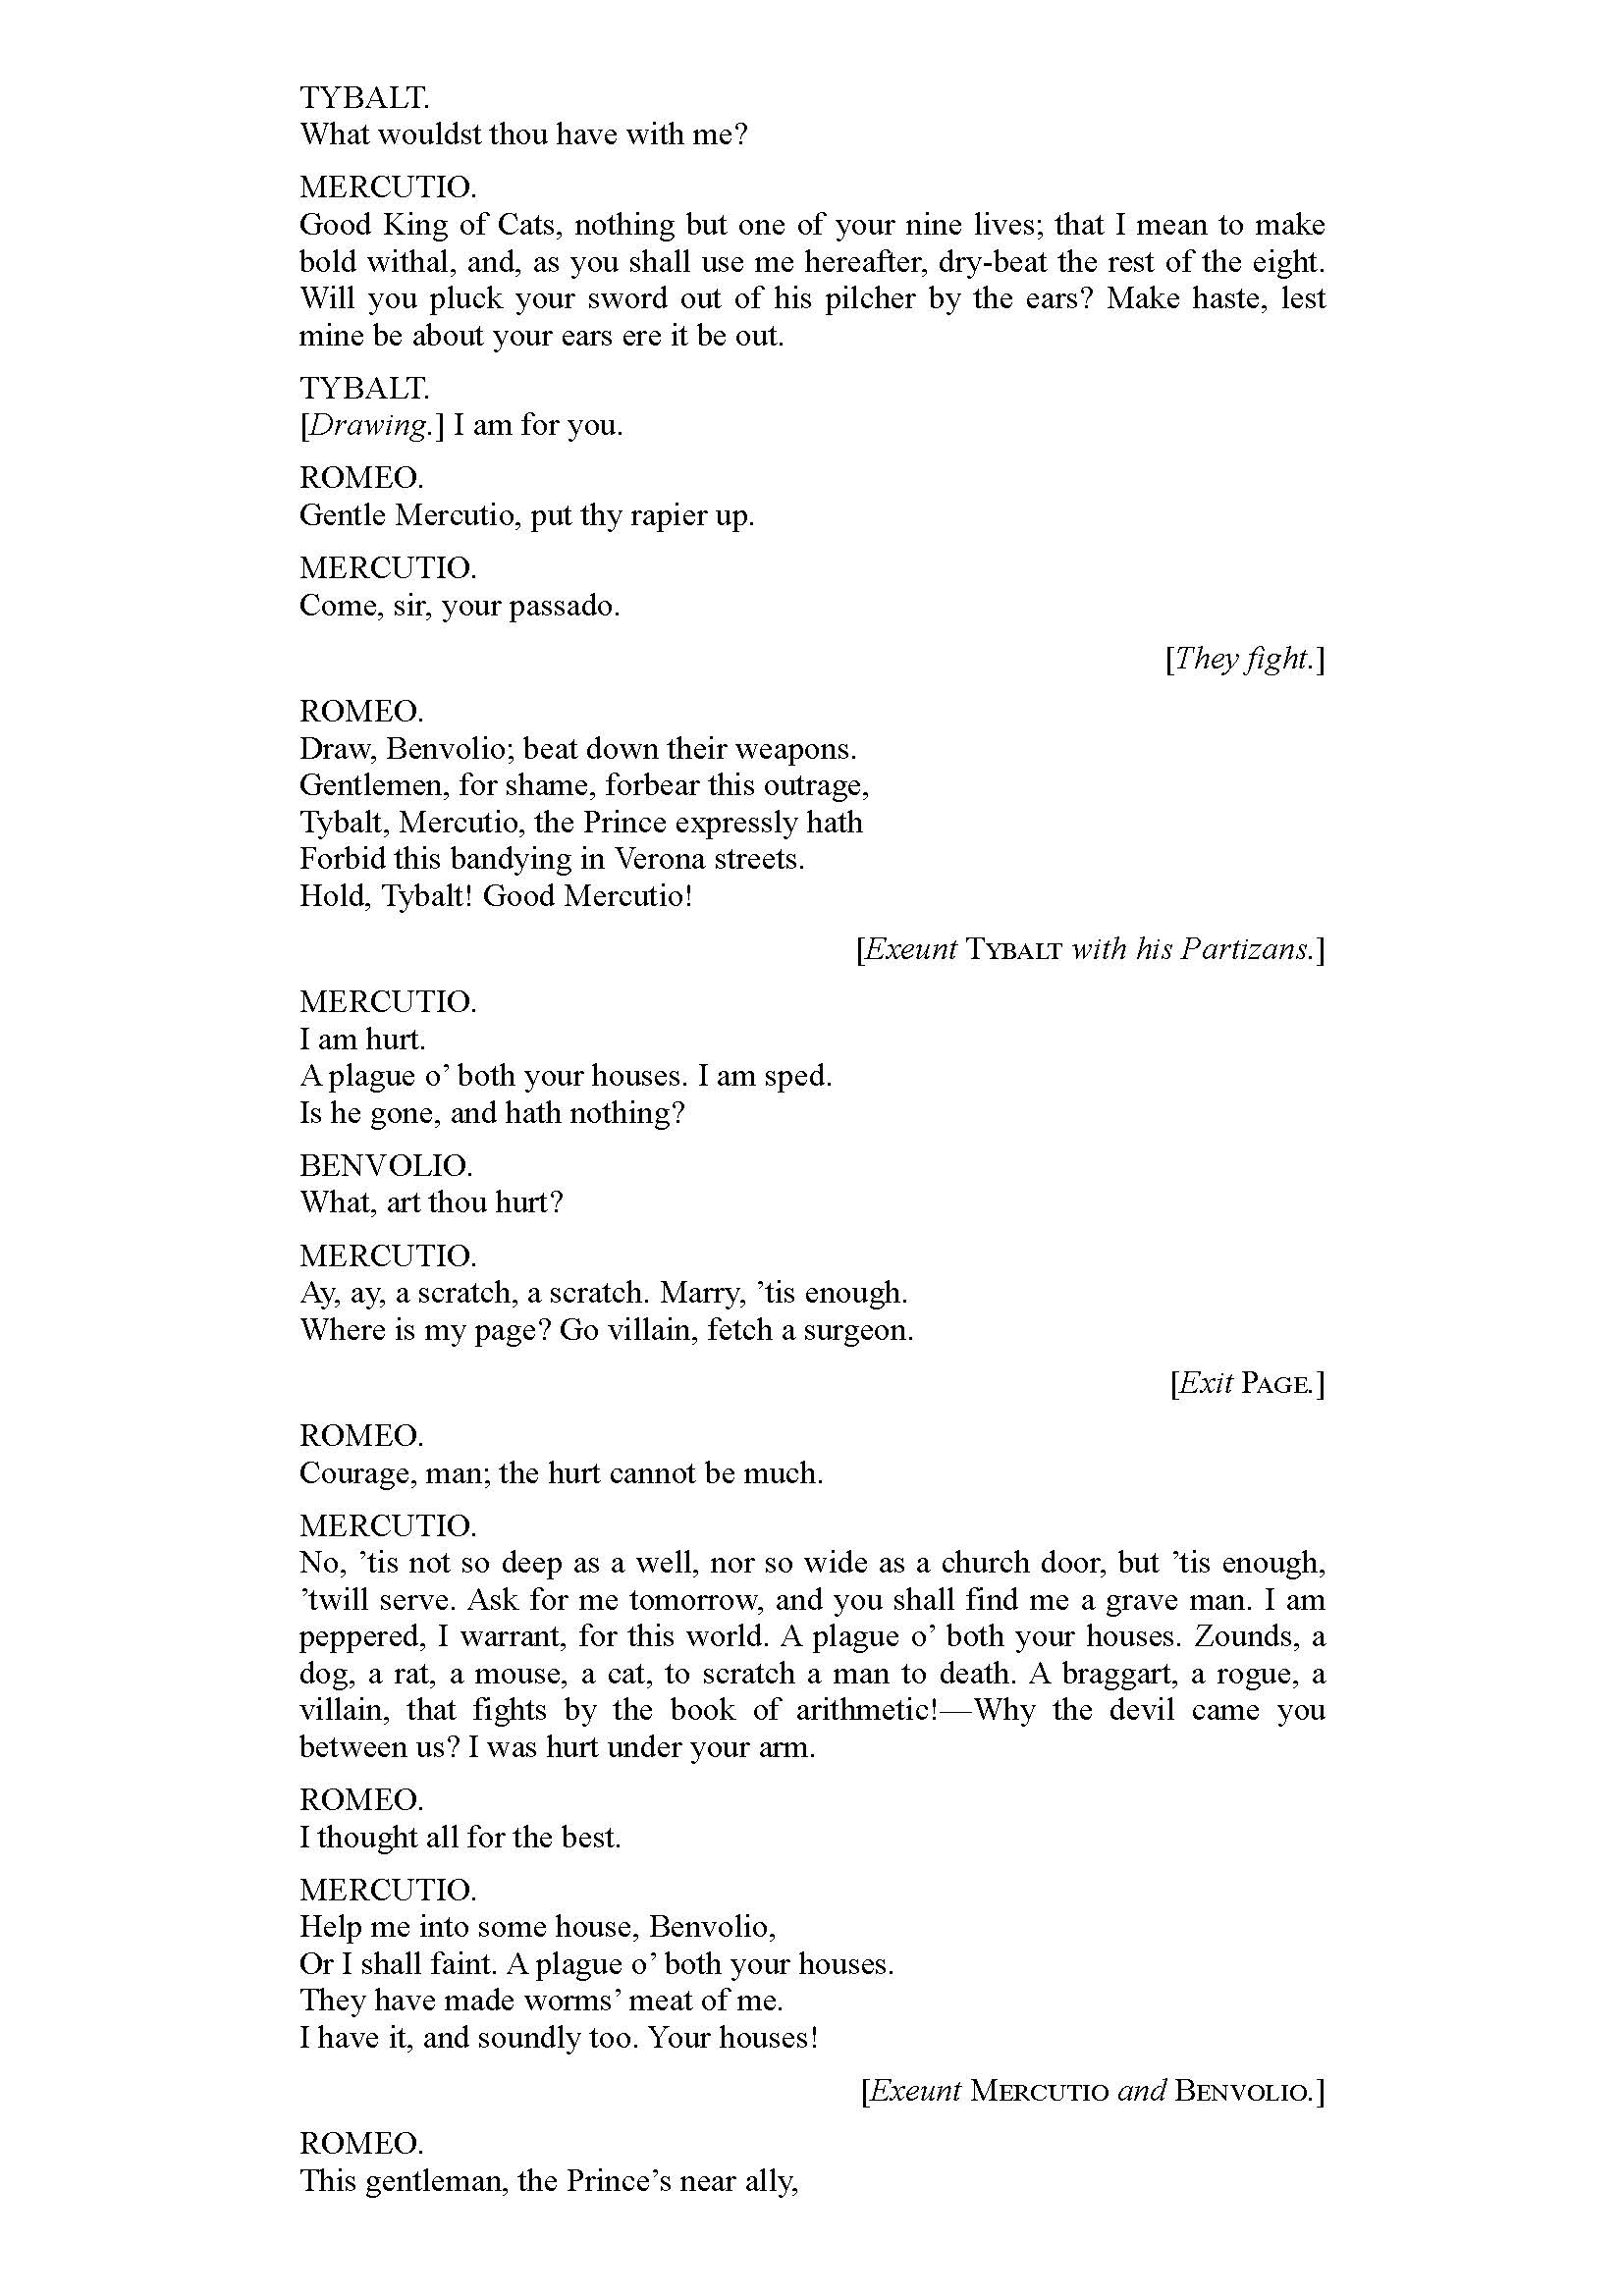 TYBALT.
What wouldst thou have with me?
MERCUTIO.
Good King of Cats, nothing but one of your nine lives; that I mean to make
bold withal, and, as you shall use me hereafter, dry-beat the rest of the eight.
Will you pluck your sword out of his pilcher by the ears? Make haste, lest
mine be about your ears ere it be out.
TYBALT.
[Drawing.] I am for you.
ROMEO.
Gentle Mercutio, put thy rapier up.
MERCUTIO.
Come, sir, your passado.
[They fight.]
ROMEO.
Draw, Benvolio; beat down their weapons.
Gentlemen, for shame, forbear this outrage,
Tybalt, Mercutio, the Prince expressly hath
Forbid this bandying in Verona streets.
Hold, Tybalt! Good Mercutio!
[Exeunt TYBALT with his Partizans.]
MERCUTIO.
I am hurt.
A plague o’ both your houses. I am sped.
Is he gone, and hath nothing?
BENVOLIO.
What, art thou hurt?
MERCUTIO.
Ay, ay, a scratch, a scratch. Marry, ’tis enough.
Where is my page? Go villain, fetch a surgeon.
[Exit PAGE.]
ROMEO.
Courage, man; the hurt cannot be much.
MERCUTIO.
No, ’tis not so deep as a well, nor so wide as a church door, but ’tis enough,
’twill serve. Ask for me tomorrow, and you shall find me a grave man. I am
peppered, I warrant, for this world. A plague o’ both your houses. Zounds, a
dog, a rat, a mouse, a cat, to scratch a man to death. A braggart, a rogue, a
villain, that fights by the book of arithmetic!—Why the devil came you
between us? I was hurt under your arm.
ROMEO.
I thought all for the best.
MERCUTIO.
Help me into some house, Benvolio,
Or I shall faint. A plague o’ both your houses.
They have made worms’ meat of me.
I have it, and soundly too. Your houses!
[Exeunt MERCUTIO and BENVOLIO.]
ROMEO.
This gentleman, the Prince’s near ally,